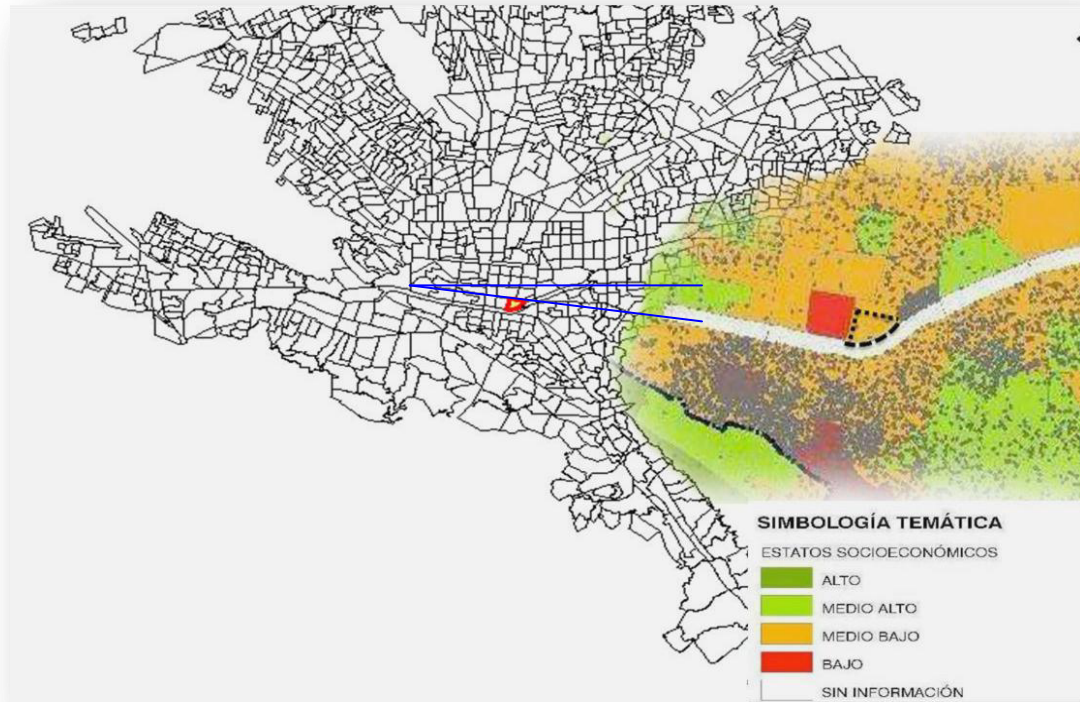 SIMBOLOGÍA TEMÁTICA
ESTATOS SOCIOECONÓMICOS
ALTO
MEDIO ALTO
MEDIO BAJO
BAJO
SIN INFORMACIÓN